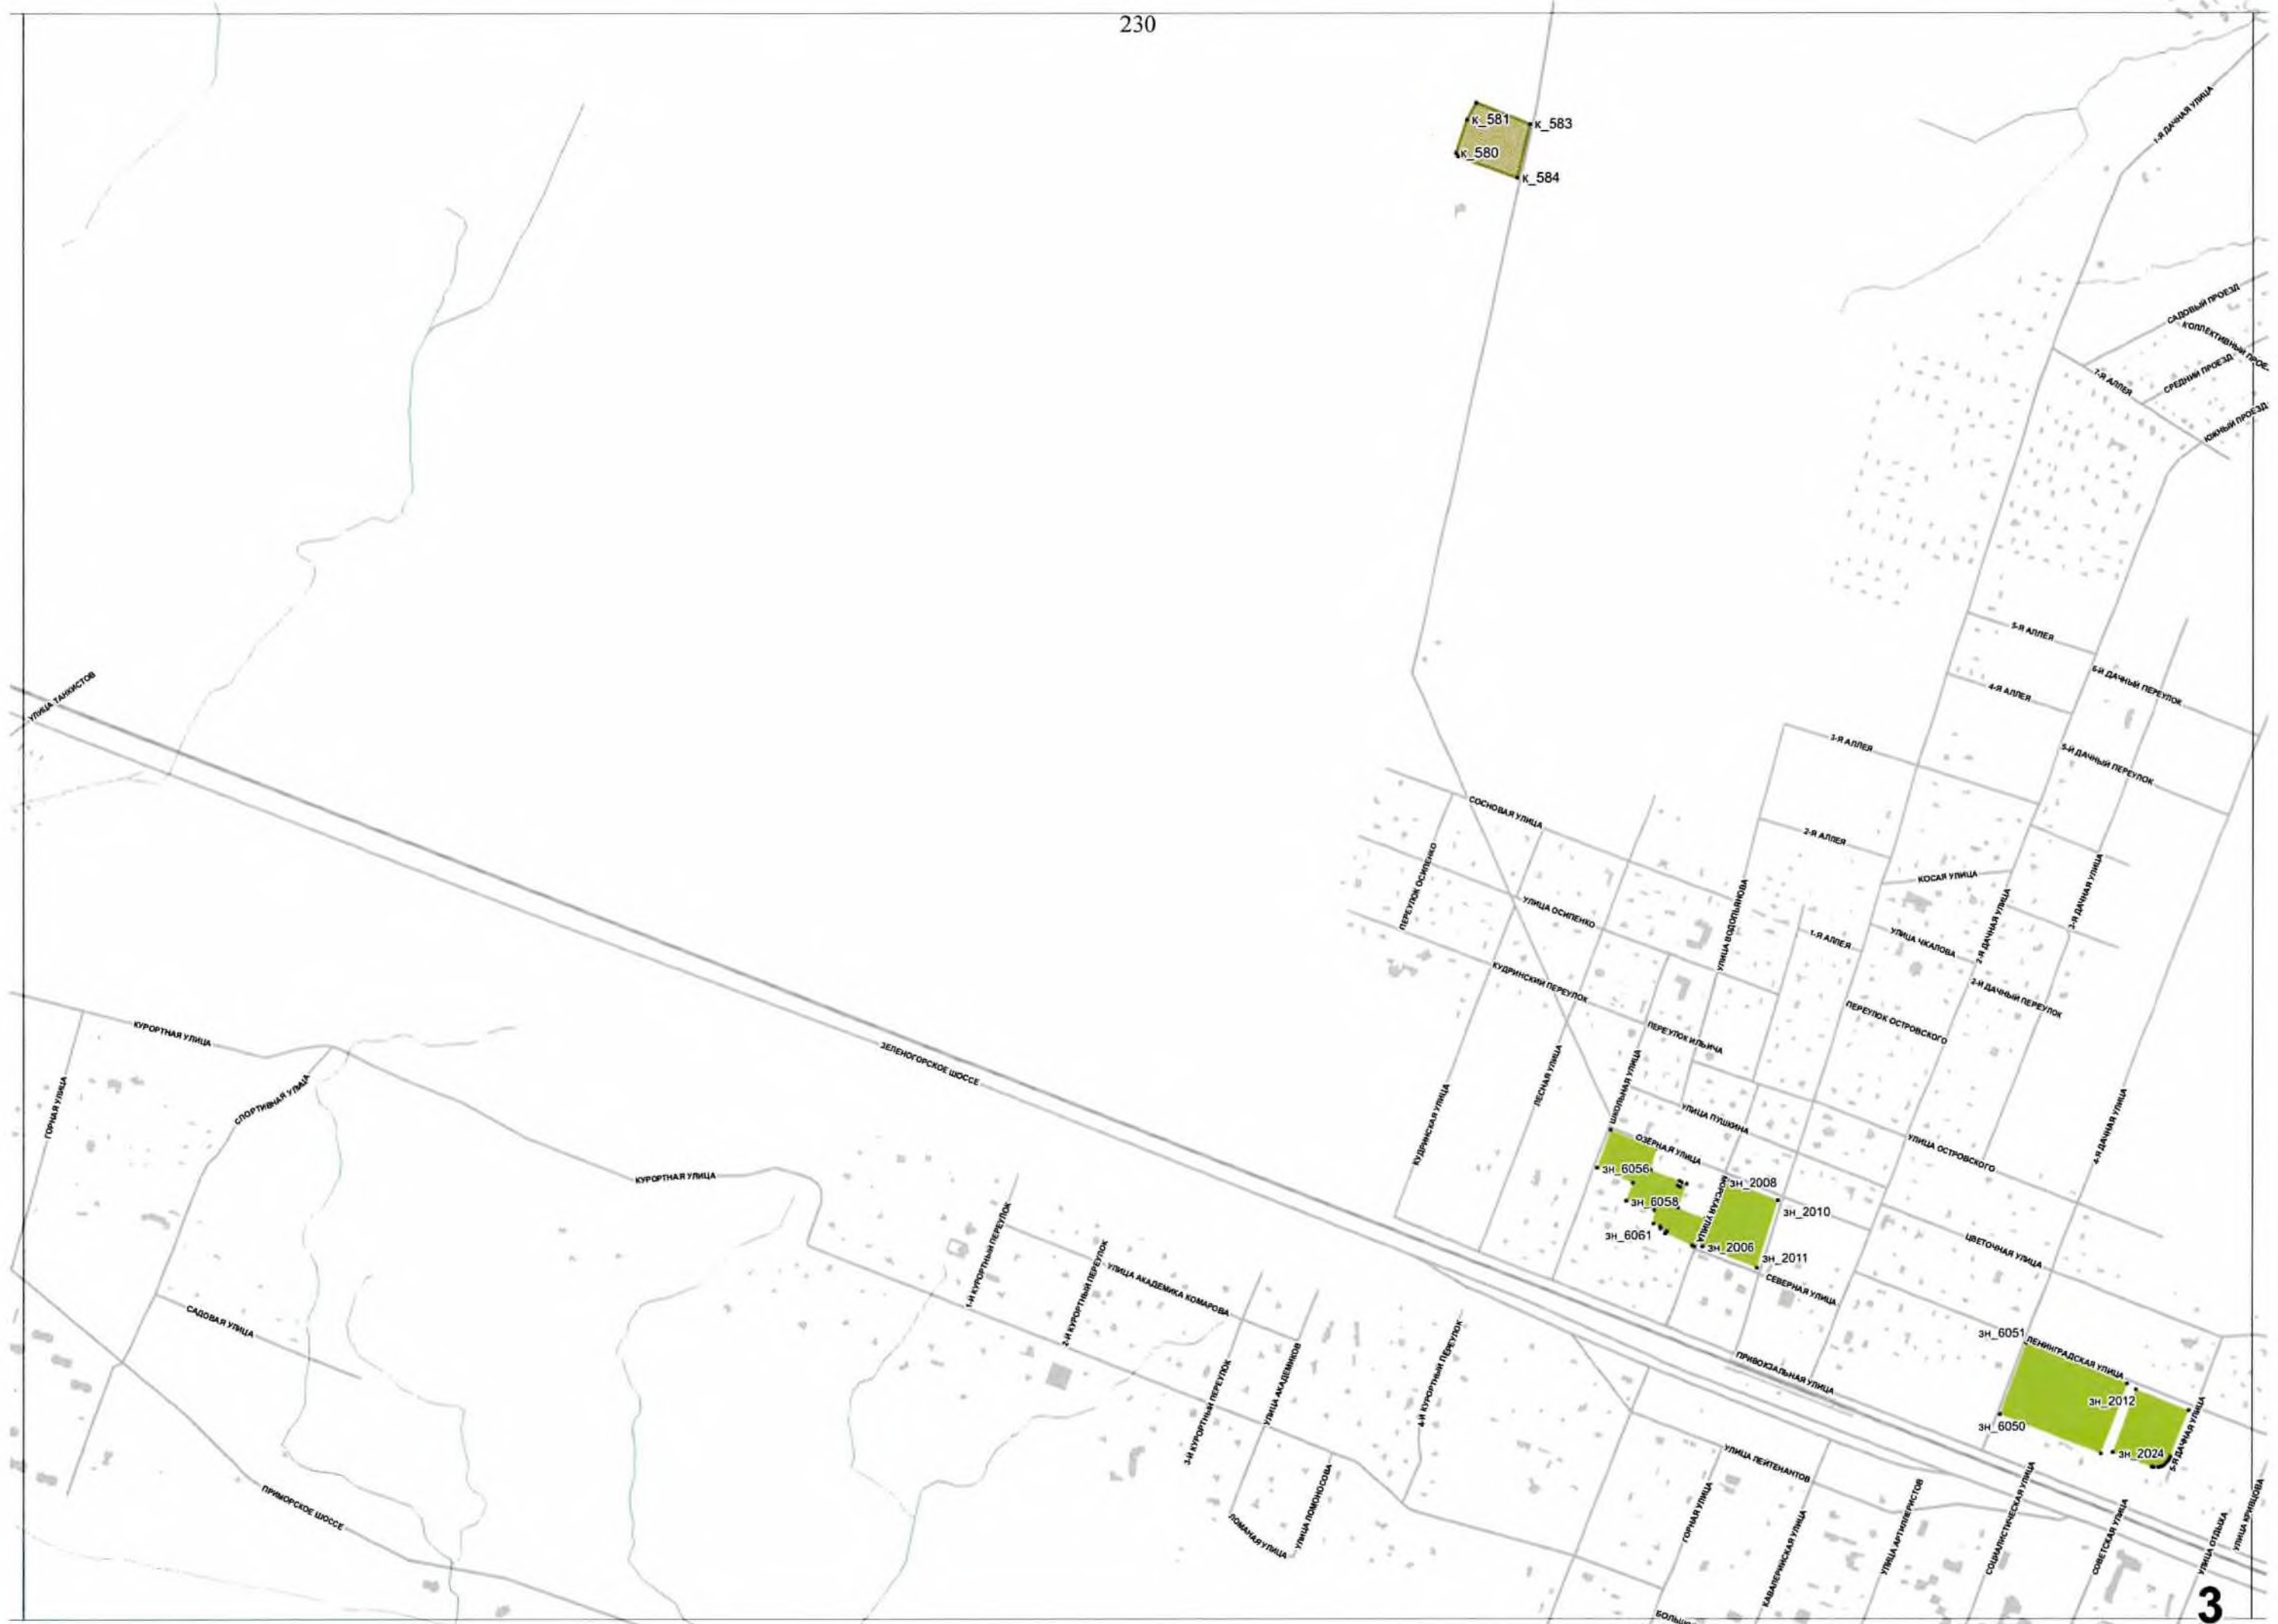 230
1-Я ДАЧНАЯ УЛИЦА
к_581
к_583
к_580
к_584
САДОВЫЙ ПРОЕЗД
КОЛЛЕКТИВНЫЙ ПРОЕ
СРЕДНИЙ ПРОЕЗД
7-Я АЛЛЕЯ
ЮЖНЫЙ ПРОЕЗД
5-Я АЛЛЕЯ
6-Й ДАЧНЫЙ ПЕРЕУЛОК
4-Я АЛЛЕЯ
УЛИЦА ТАНКИСТОВ
3-Я АЛЛЕЯ
5-Й ДАЧНЫЙ ПЕРЕУЛОК
СОСНОВАЯ УЛИЦА
2-Я АЛЛЕЯ
ПЕРЕУЛОК ОСИПЕНКО
КОСАЯ УЛИЦА
3-Я ДАЧНАЯ УЛИЦА
УЛИЦА ОСИПЕНКО
УЛИЦА ВОДОПЬЯНОВА
2-Я ДАЧНАЯ УЛИЦА
1-Я АЛЛЕЯ
УЛИЦА ЧКАЛОВА
КУДРИНСКИЙ ПЕРЕУЛОК
2-Й ДАЧНЫЙ ПЕРЕУЛОК
ПЕРЕУЛОК ОСТРОВСКОГО
КУРОРТНАЯ УЛИЦА
ПЕРЕУЛОК ИЛЬИЧА
ЗЕЛЕНОГОРСКОЕ ШОССЕ
ЛЕСНАЯ УЛИЦА
ШКОЛЬНАЯ УЛИЦА
ГОРНАЯ УЛИЦА
СПОРТИВНАЯ УЛИЦА
КУДРИНСКАЯ УЛИЦА
УЛИЦА ПУШКИНА
4-Я ДАЧНАЯ УЛИЦА
ОЗЕРНАЯ УЛИЦА
УЛИЦА ОСТРОВСКОГО
КУРОРТНАЯ УЛИЦА
зн_6056
зн_2008
зн_6058
МОРСКАЯ УЛИЦА
зн_2010
зн_6061
зн_2006
зн_2011
ЦВЕТОЧНАЯ УЛИЦА
1-Й КУРОРТНЫЙ ПЕРЕУЛОК
2-Й КУРОРТНЫЙ ПЕРЕУЛОК
УЛИЦА АКАДЕМИКА КОМАРОВА
СЕВЕРНАЯ УЛИЦА
САДОВАЯ УЛИЦА
зн_6051
ЛЕНИНГРАДСКАЯ УЛИЦА
ПРИВОКЗАЛЬНАЯ УЛИЦА
4-Й КУРОРТНЫЙ ПЕРЕУЛОК
3-Й КУРОРТНЫЙ ПЕРЕУЛОК
УЛИЦА АКАДЕМИКОВ
зн_2012
зн_6050
зн_2024
5-Я ДАЧНАЯ УЛИЦА
УЛИЦА ЛЕЙТЕНАНТОВ
ПРИМОРСКОЕ ШОССЕ
ЛОМАНАЯ УЛИЦА
УЛИЦА ЛОМОНОСОВА
ГОРНАЯ УЛИЦА
КАВАЛЕРИЙСКАЯ УЛИЦА
УЛИЦА АРТИЛЛЕРИСТОВ
СОЦИАЛИСТИЧЕСКАЯ УЛИЦА
СОВЕТСКАЯ УЛИЦА
УЛИЦА ОТДЫХА
УЛИЦА КРИВЦОВА
БОЛЬШ
3